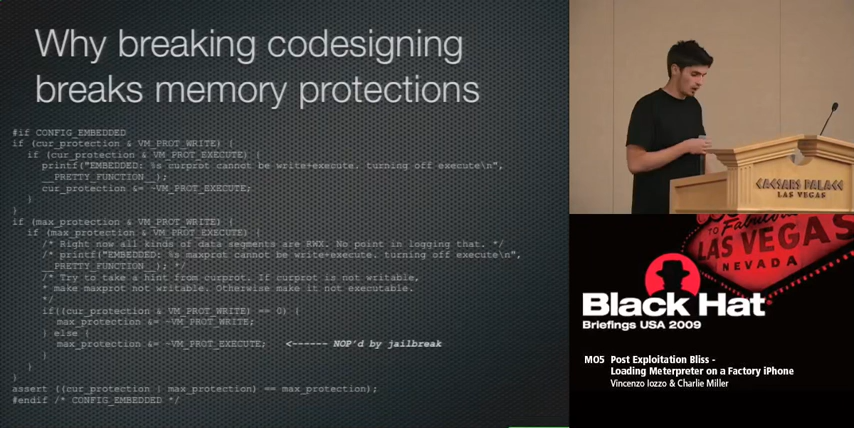 Why breaking codesigning
breaks memory protections
#if CONFIG_EMBEDDED
if (cur_protection & VM_PROT_WRITE) {
if (cur_protection & VM_PROT_EXECUTE) {
printf("EMBEDDED: %s curprot cannot be write+execute. turning off execute\n",
__PRETTY_FUNCTION__);
cur_protection &= ~VM_PROT_EXECUTE;
}
}
if (max_protection & VM_PROT_WRITE) {
if (max_protection & VM_PROT_EXECUTE) {
/* Right now all kinds of data segments are RWX. No point in logging that. */
/* printf("EMBEDDED: %s maxprot cannot be write+execute. turning off execute\n",
__PRETTY_FUNCTION__); */
/* Try to take a hint from curprot. If curprot is not writable,
* make maxprot not writable. Otherwise make it not executable.
*/
if((cur_protection & VM_PROT_WRITE) == 0) {
max_protection &= ~VM_PROT_WRITE;
} else {
max_protection &= ~VM_PROT_EXECUTE; <------ NOP'd by jailbreak
}
}
}
assert ((cur_protection | max_protection) == max_protection);
#endif /* CONFIG_EMBEDDED */
CAESARS PALACE
LAS VEGAS
TO Fabulous
LAS VEGAS
NEVADA
Black Hat
Briefings USA 2009
MO5 Post Exploitation Bliss -
Loading Meterpreter on a Factory iPhone
Vincenzo Iozzo & Charlie Miller